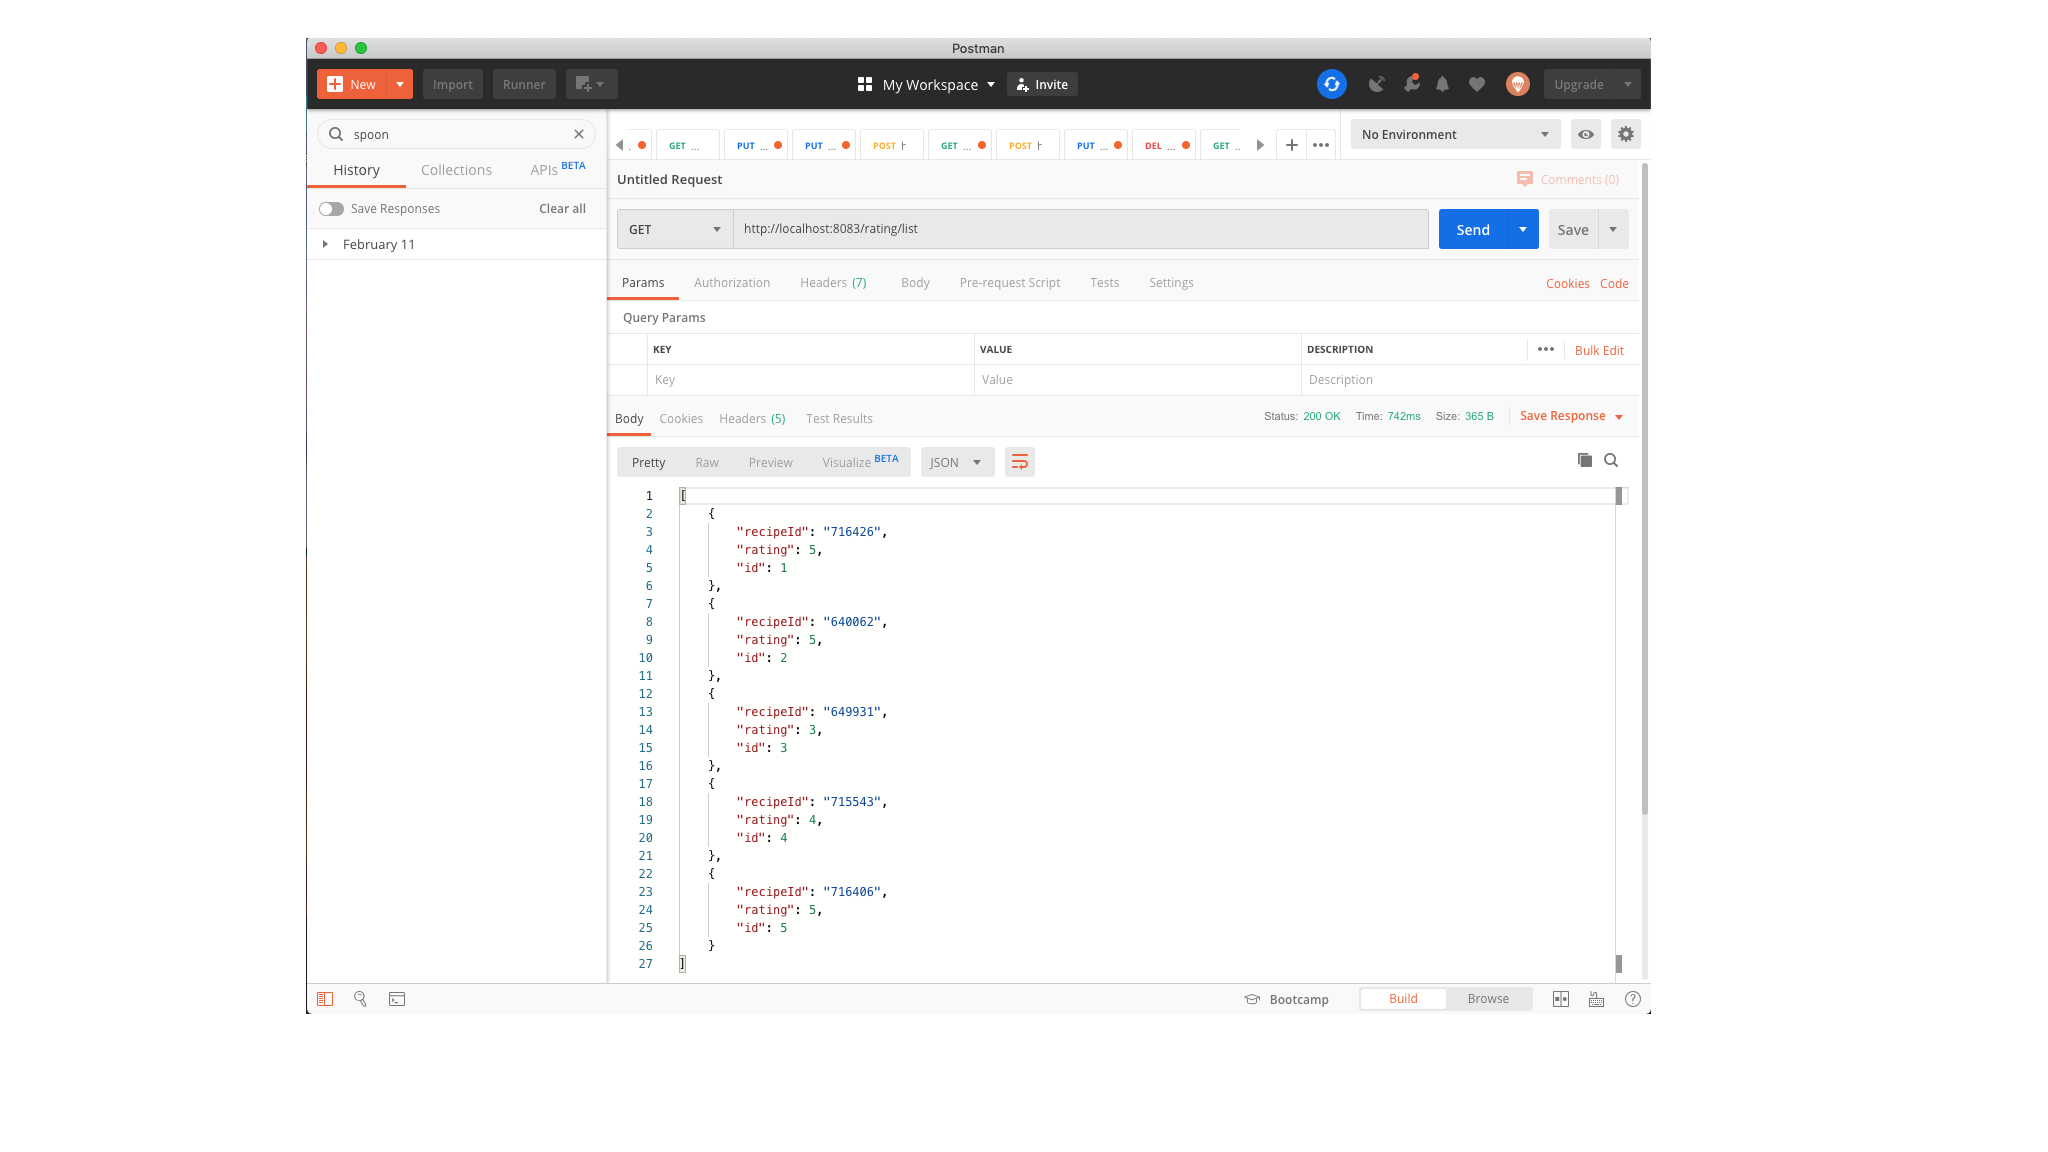 Postman
New
Import
Runner
My Workspace
Invite
Upgrade
spoon
History
Collections
APIs BETA
Save Responses
Clear all
February 11
GET ...
PUT ...
PUT ...
POST
GET ...
POST
PUT ...
DEL ...
GET ..
No Environment
Untitled Request
Comments (0)
GET
http://localhost:8083/rating/list
Send
Save
Params
Authorization
Headers (7)
Body
Pre-request Script
Tests
Settings
Cookies
Code
Query Params
KEY
VALUE
DESCRIPTION
Bulk Edit
Key
Value
Description
Body
Cookies
Headers (5)
Test Results
Status: 200 OK
Time: 742ms
Size: 365 B
Save Response
Pretty
Raw
Preview
Visualize BETA
JSON
1 [
2 {
3 "recipeId": "716426",
4 "rating": 5,
5 "id": 1
6 },
7 {
8 "recipeId": "640062",
9 "rating": 5,
10 "id": 2
11 },
12 {
13 "recipeId": "649931",
14 "rating": 3,
15 "id": 3
16 },
17 {
18 "recipeId": "715543",
19 "rating": 4,
20 "id": 4
21 },
22 {
23 "recipeId": "716406",
24 "rating": 5,
25 "id": 5
26 }
27 ]
Bootcamp
Build
Browse